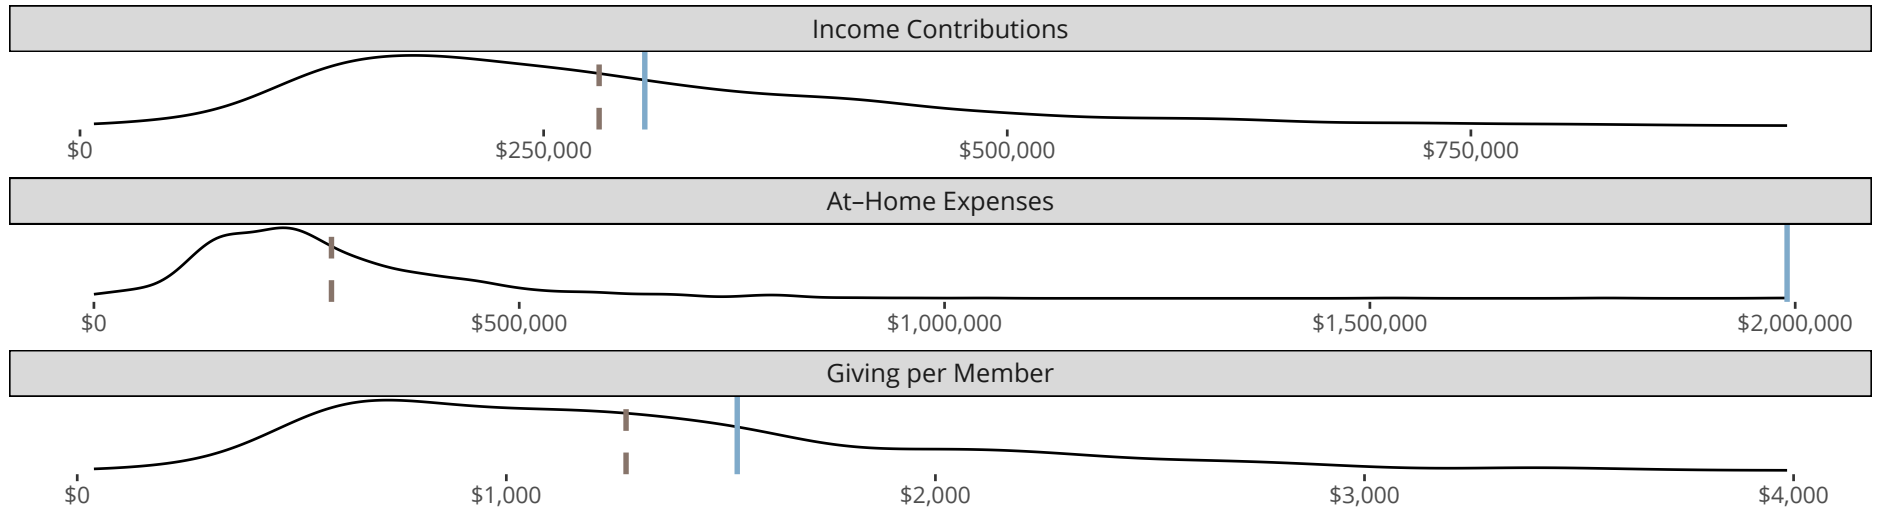 Income Contributions
$0 $250,000 $500,000 $750,000
At–Home Expenses
$0 $500,000 $1,000,000 $1,500,000 $2,000,000
Giving per Member
$0 $1,000 $2,000 $3,000 $4,000